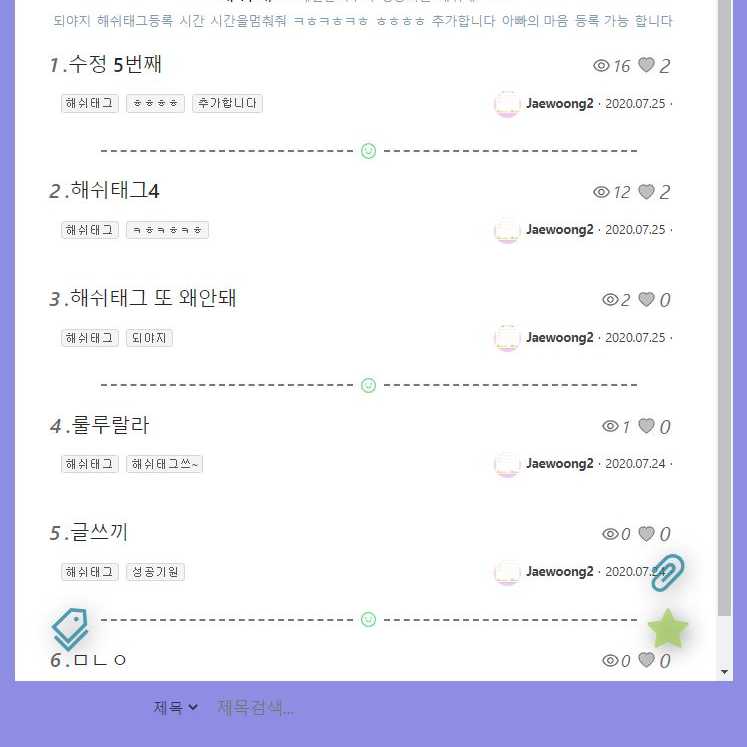 되야지 해쉬태그등록 시간 시간을멈춰줘 ㅋㅎㅋㅎㅋㅎ ㅎㅎㅎㅎ 추가합니다 아빠의 마음 등록 가능 합니다
1 .수정 5번째 16 2
해쉬태그 ㅎㅎㅎㅎ 추가합니다 Jaewoong2 · 2020.07.25 ·
2 .해쉬태그4 12 2
해쉬태그 ㅋㅎㅋㅎㅋㅎ Jaewoong2 · 2020.07.25 ·
3 .해쉬태그 또 왜안돼 2 0
해쉬태그 되야지 Jaewoong2 · 2020.07.25 ·
4 .룰루랄라 1 0
해쉬태그 해쉬태그쓰~ Jaewoong2 · 2020.07.24 ·
5 .글쓰끼 0 0
해쉬태그 성공기원 Jaewoong2 · 2020.07.24
6 .ㅁㄴㅇ 0 0
제목 제목검색...